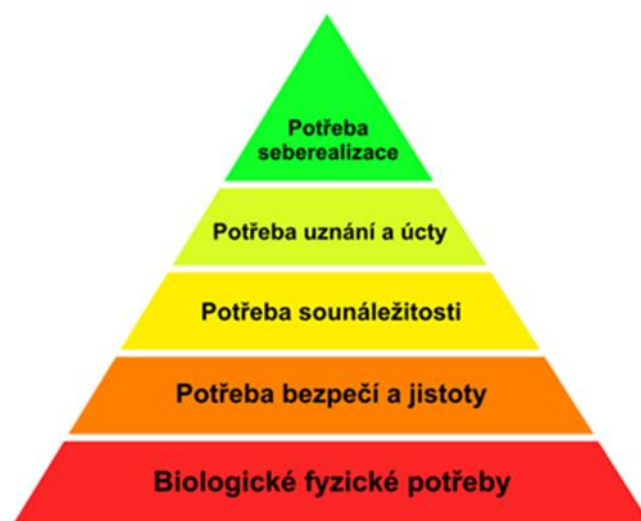 Potřeba
seberealizace
Potřeba uznání a úcty
Potřeba sounáležitosti
Potřeba bezpečí a jistoty
Biologické fyzické potřeby